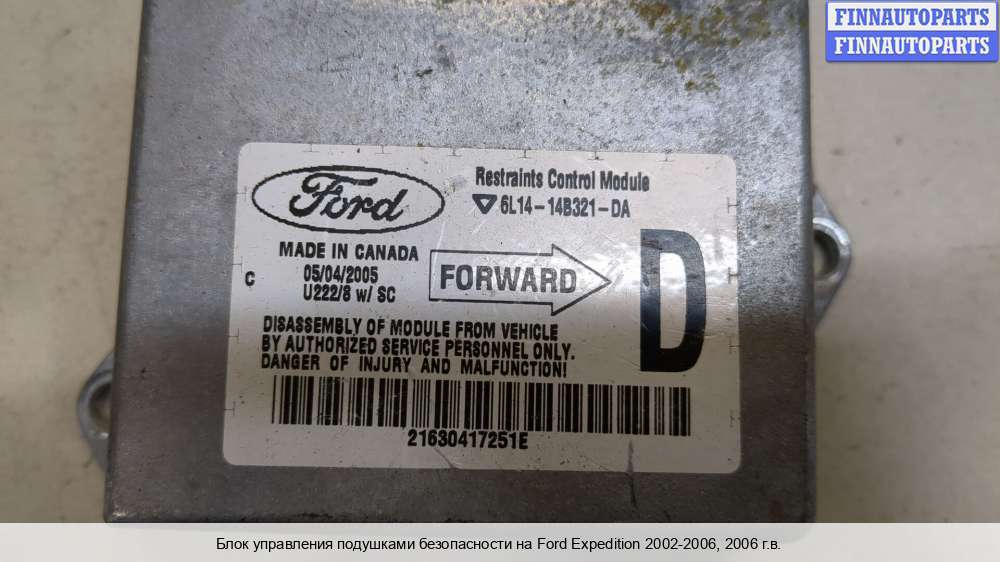 FINNAUTOPARTS
FINNAUTOPARTS
Ford
Restraints Control Module
6L14-14B321-DA
MADE IN CANADA
05/04/2005
U222/8 w/ SC
C
FORWARD
D
DISASSEMBLY OF MODULE FROM VEHICLE
BY AUTHORIZED SERVICE PERSONNEL ONLY.
DANGER OF INJURY AND MALFUNCTION!
21630417251E
Блок управления подушками безопасности на Ford Expedition 2002-2006, 2006 г.в.